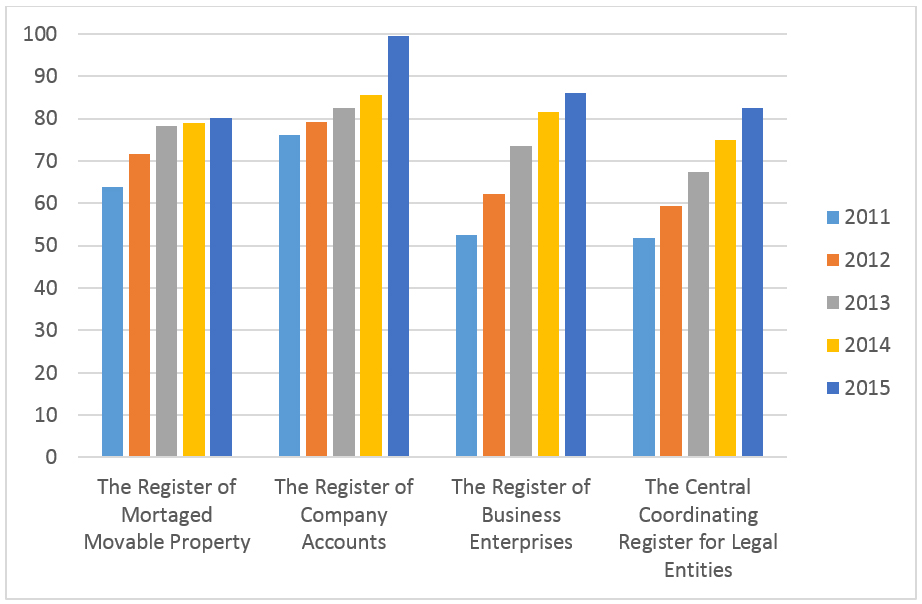 100
90
80
70
60
50
40
30
20
10
0
The Register of
Mortaged
Movable Property
The Register of
Company
Accounts
The Register of
Business
Enterprises
The Central
Coordinating
Register for Legal
Entities
2011
2012
2013
2014
2015